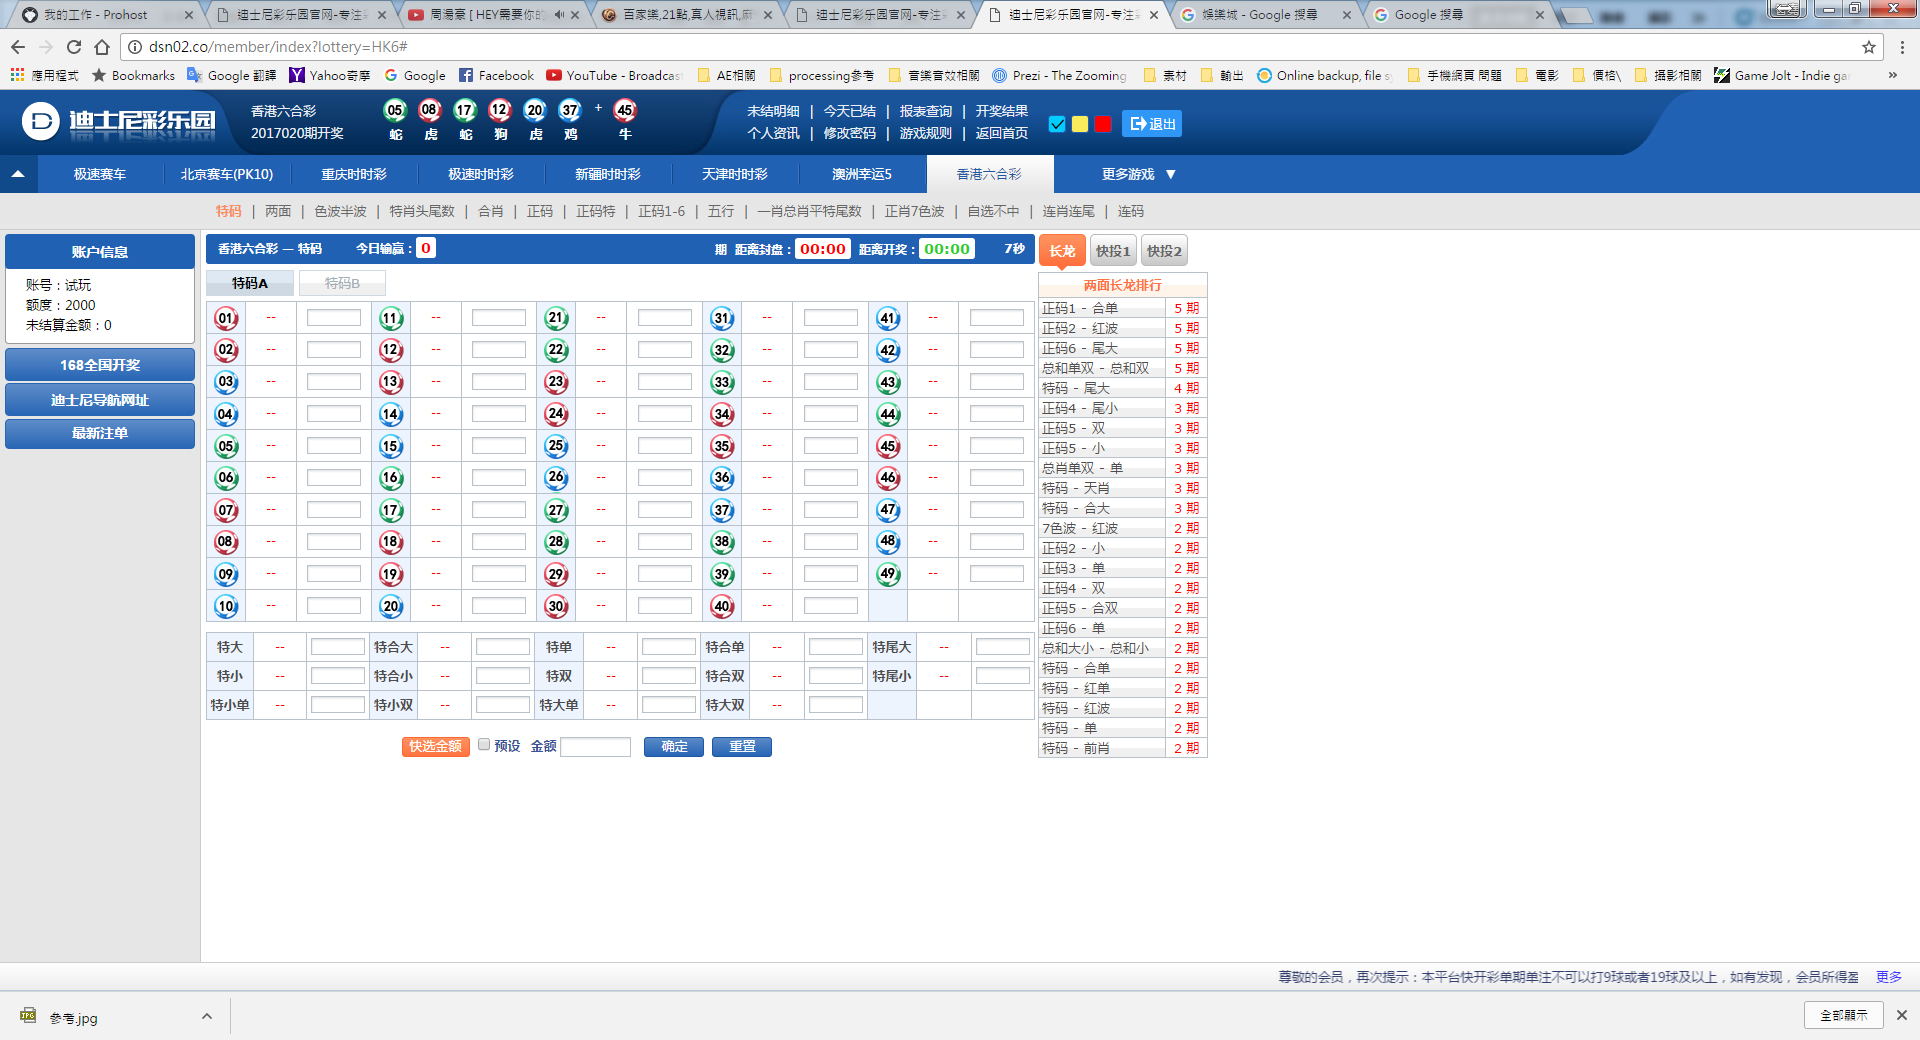 我的工作 - Prohost
迪士尼彩乐园官网-专注
周湯豪 [ HEY需要你的
百家樂,21點,真人視訊,麻
迪士尼彩乐园官网-专注
迪士尼彩乐园官网-专注
娛樂城 - Google 搜尋
Google 搜尋
dsn02.co/member/index?lottery=HK6#
應用程式 Bookmarks Google 翻譯 Yahoo奇摩 Google Facebook YouTube - Broadcas AE相關 processing參考 音樂音效相關 Prezi - The Zooming 素材 輸出 Online backup, file s 手機網頁 問題 電影 價格\ 攝影相關 Game Jolt - Indie ga »
迪士尼彩乐园
香港六合彩
2017020期开奖
05 08 17 12 20 37 + 45
蛇 虎 蛇 狗 虎 鸡 牛
未结明细 | 今天已结 | 报表查询 | 开奖结果
个人资讯 | 修改密码 | 游戏规则 | 返回首页
退出
极速赛车 北京赛车(PK10) 重庆时时彩 极速时时彩 新疆时时彩 天津时时彩 澳洲幸运5 香港六合彩 更多游戏 ▼
特码 | 两面 | 色波半波 | 特肖头尾数 | 合肖 | 正码 | 正码特 | 正码1-6 | 五行 | 一肖总肖平特尾数 | 正肖7色波 | 自选不中 | 连肖连尾 | 连码
账户信息
账号：试玩
额度：2000
未结算金额：0
168全国开奖
迪士尼导航网址
最新注单
香港六合彩 — 特码 今日输赢：0 期 距离封盘：00:00 距离开奖：00:00 7秒
特码A 特码B
01 -- 11 -- 21 -- 31 -- 41 --
02 -- 12 -- 22 -- 32 -- 42 --
03 -- 13 -- 23 -- 33 -- 43 --
04 -- 14 -- 24 -- 34 -- 44 --
05 -- 15 -- 25 -- 35 -- 45 --
06 -- 16 -- 26 -- 36 -- 46 --
07 -- 17 -- 27 -- 37 -- 47 --
08 -- 18 -- 28 -- 38 -- 48 --
09 -- 19 -- 29 -- 39 -- 49 --
10 -- 20 -- 30 -- 40 --
特大 -- 特合大 -- 特单 -- 特合单 -- 特尾大 --
特小 -- 特合小 -- 特双 -- 特合双 -- 特尾小 --
特小单 -- 特小双 -- 特大单 -- 特大双 --
快选金额 预设 金额 确定 重置
长龙 快投1 快投2
两面长龙排行
正码1 - 合单 5 期
正码2 - 红波 5 期
正码6 - 尾大 5 期
总和单双 - 总和双 5 期
特码 - 尾大 4 期
正码4 - 尾小 3 期
正码5 - 双 3 期
正码5 - 小 3 期
总肖单双 - 单 3 期
特码 - 天肖 3 期
特码 - 合大 3 期
7色波 - 红波 2 期
正码2 - 小 2 期
正码3 - 单 2 期
正码4 - 双 2 期
正码5 - 合双 2 期
正码6 - 单 2 期
总和大小 - 总和小 2 期
特码 - 合单 2 期
特码 - 红单 2 期
特码 - 红波 2 期
特码 - 单 2 期
特码 - 前肖 2 期
尊敬的会员，再次提示：本平台快开彩单期单注不可以打9球或者19球及以上，如有发现，会员所得盈 更多
參考.jpg
全部顯示